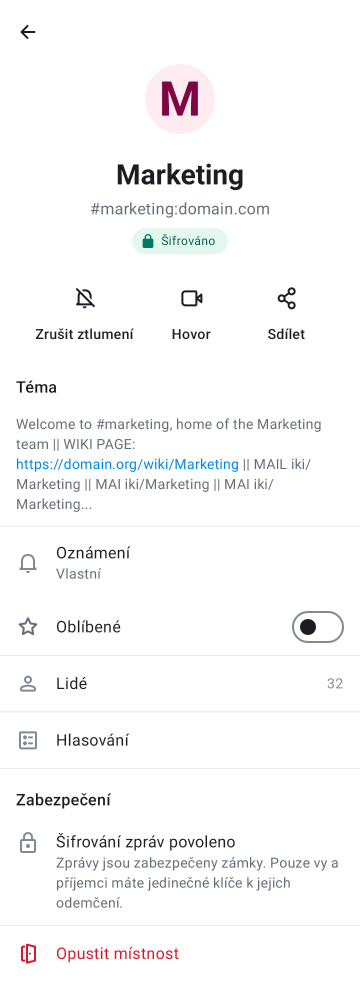 M
Marketing
#marketing:domain.com
Šifrováno
Zrušit ztlumení
Hovor
Sdílet
Téma
Welcome to #marketing, home of the Marketing
team || WIKI PAGE:
https://domain.org/wiki/Marketing || MAIL iki/
Marketing || MAI iki/Marketing || MAI iki/
Marketing...
Oznámení
Vlastní
Oblíbené
Lidé 32
Hlasování
Zabezpečení
Šifrování zpráv povoleno
Zprávy jsou zabezpečeny zámky. Pouze vy a
příjemci máte jedinečné klíče k jejich
odemčení.
Opustit místnost